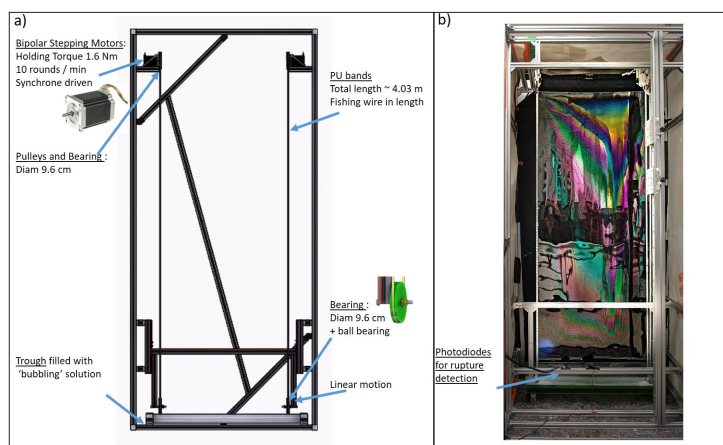 a)
Bipolar Stepping Motors:
Holding Torque 1.6 Nm
10 rounds / min
Synchrone driven
Pulleys and Bearing :
Diam 9.6 cm
PU bands
Total length ~ 4.03 m
Fishing wire in length
Bearing :
Diam 9.6 cm
+ ball bearing
Trough filled with
‘bubbling’ solution
Linear motion
b)
Photodiodes
for rupture
detection